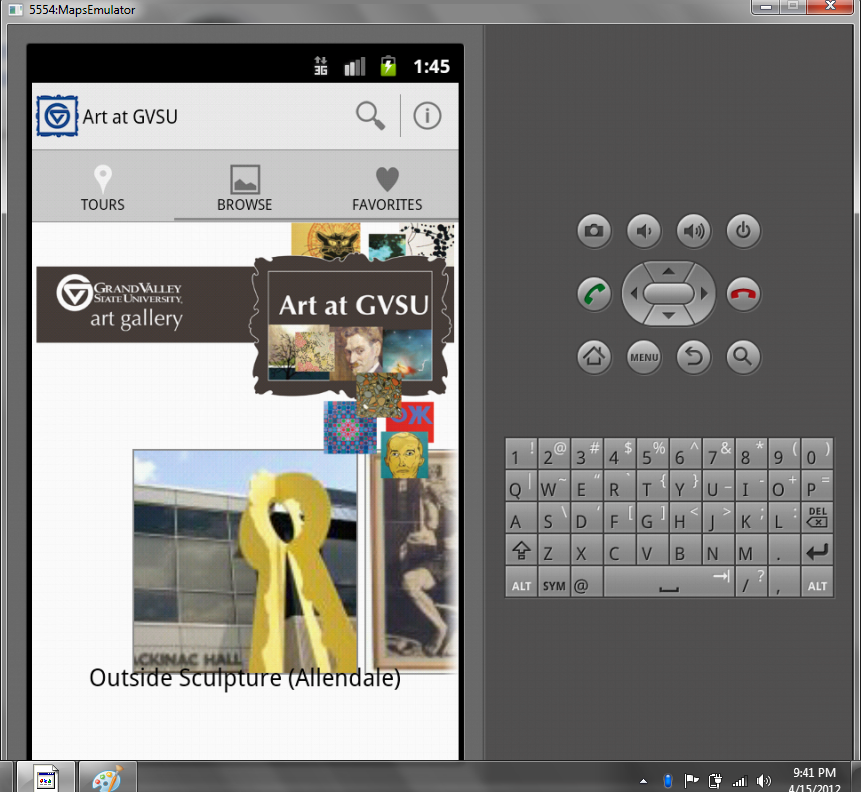 5554:MapsEmulator
3G
1:45
Art at GVSU
TOURS
BROWSE
FAVORITES
GRAND VALLEY
STATE UNIVERSITY
art gallery
Art at GVSU
ЖО
ACKINAC HALL
Outside Sculpture (Allendale)
MENU
1 ! 2 @ 3 # 4 $ 5 % 6 ^ 7 & 8 * 9 ( 0 )
Q | W ~ E " R ` T { Y } U _ I - O + P =
A S \ D ' F [ G ] H < J > K ; L : DEL
Z X C V B N M .
ALT SYM @ / ? , ALT
9:41 PM
4/15/2012